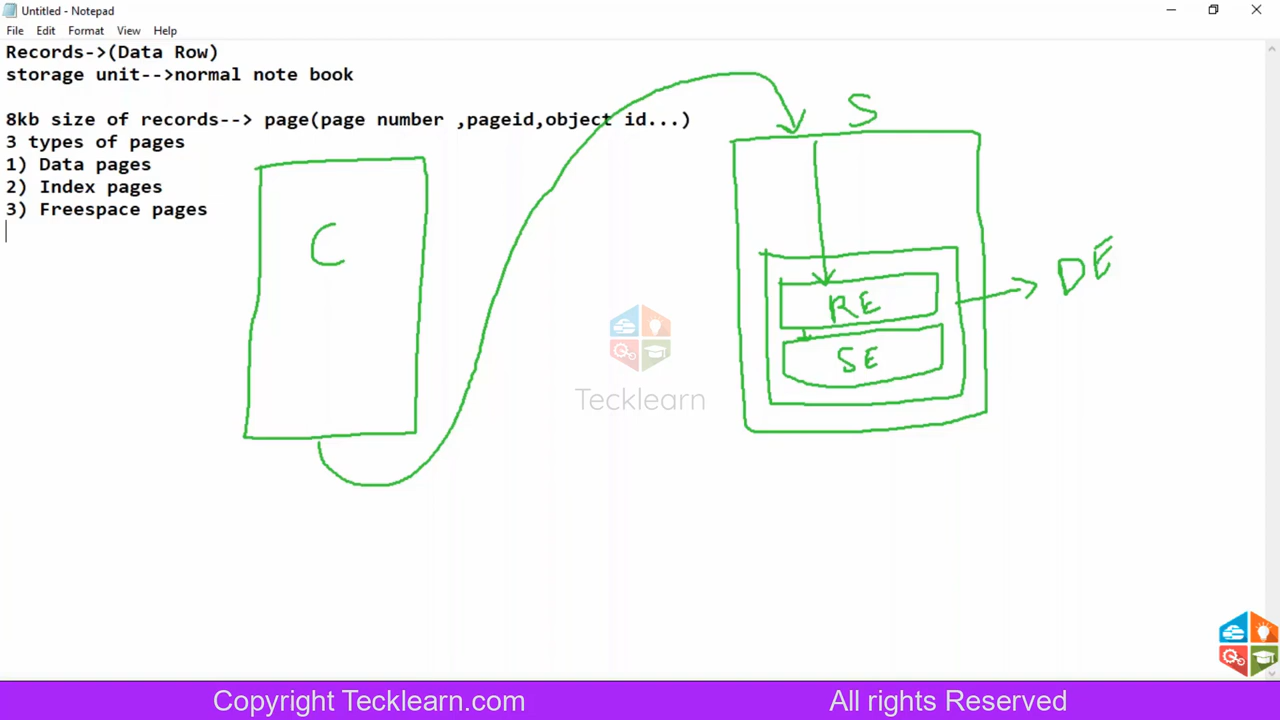 Untitled - Notepad
File Edit Format View Help
Records->(Data Row)
storage unit-->normal note book
8kb size of records--> page(page number ,pageid,object id...)
3 types of pages
1) Data pages
2) Index pages
3) Freespace pages
S
C
DE
RE
SE
Tecklearn
Copyright Tecklearn.com
All rights Reserved